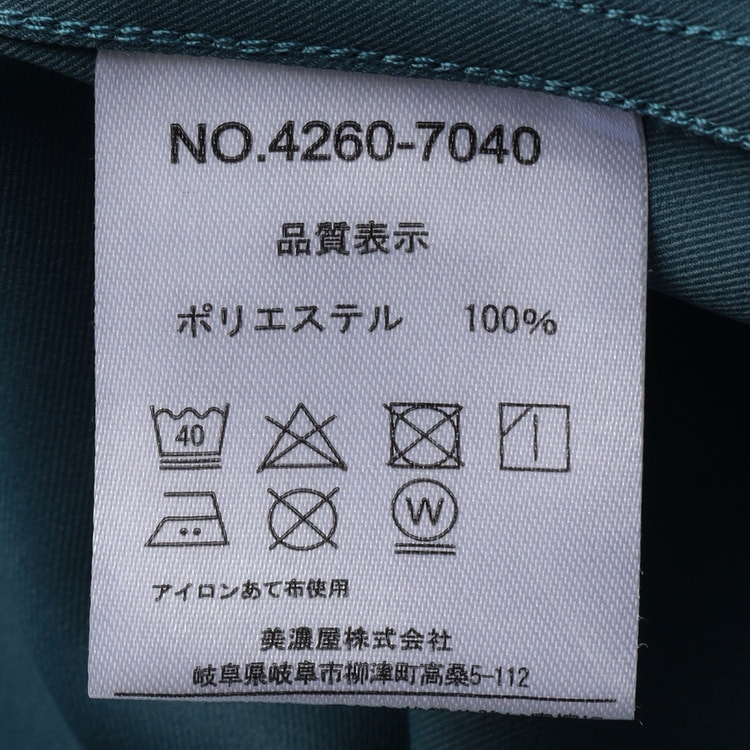 NO.4260-7040
品質表示
ポリエステル 100%
40
W
アイロンあて布使用
美濃屋株式会社
岐阜県岐阜市柳津町高桑5-112